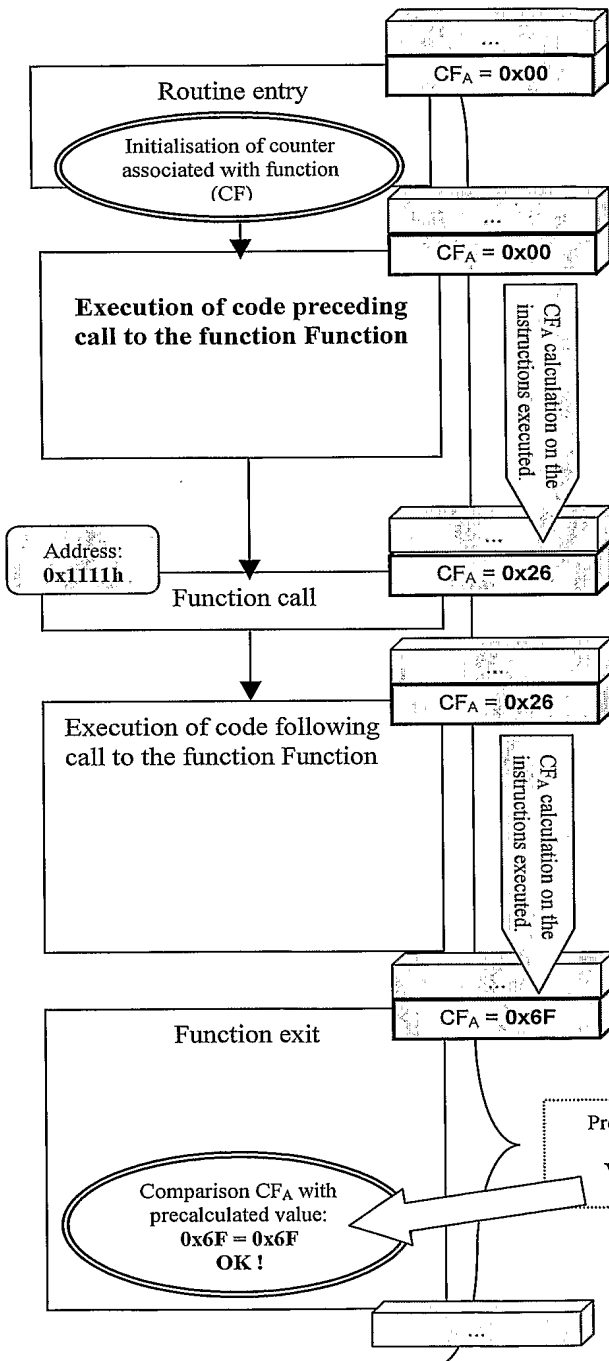 ...
CFA = 0x00
Routine entry
Initialisation of counter
associated with function
(CF)
...
CFA = 0x00
Execution of code preceding
call to the function Function
CFA calculation on the
instructions executed.
...
Address:
0x1111h
CFA = 0x26
Function call
...
CFA = 0x26
Execution of code following
call to the function Function
CFA calculation on the
instructions executed.
...
CFA = 0x6F
Function exit
Comparison CFA with
precalculated value:
0x6F = 0x6F
OK !
...